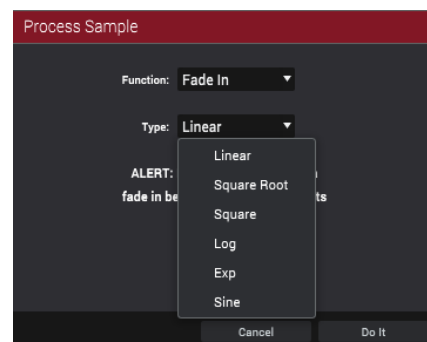 Process Sample
Function: Fade In
Type: Linear
Linear
ALERT:
Square Root
fade in be
ts
Square
Log
Exp
Sine
Cancel Do It